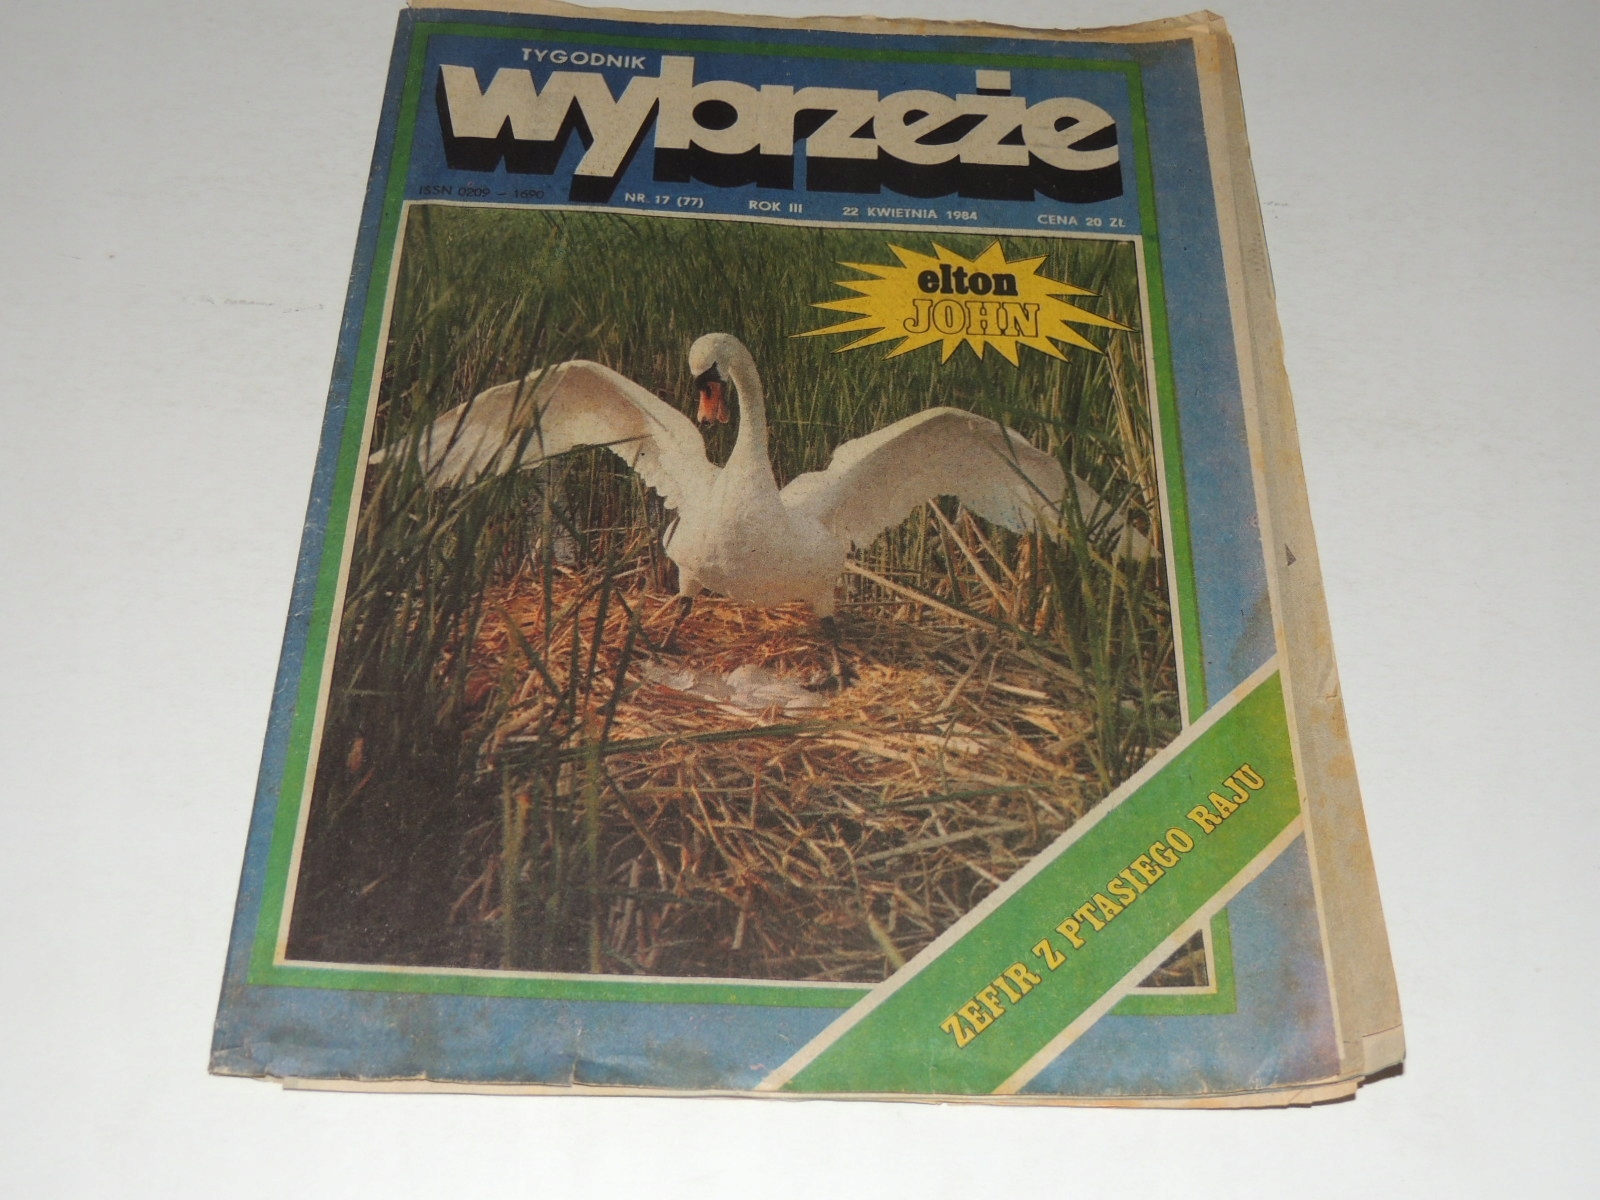 TYGODNIK
wybrzeże
ISSN 0209 - 1690 NR 17 (77) ROK III 22 KWIETNIA 1984 CENA 20 ZŁ
elton
JOHN
ZEFIR Z PTASIEGO RAJU